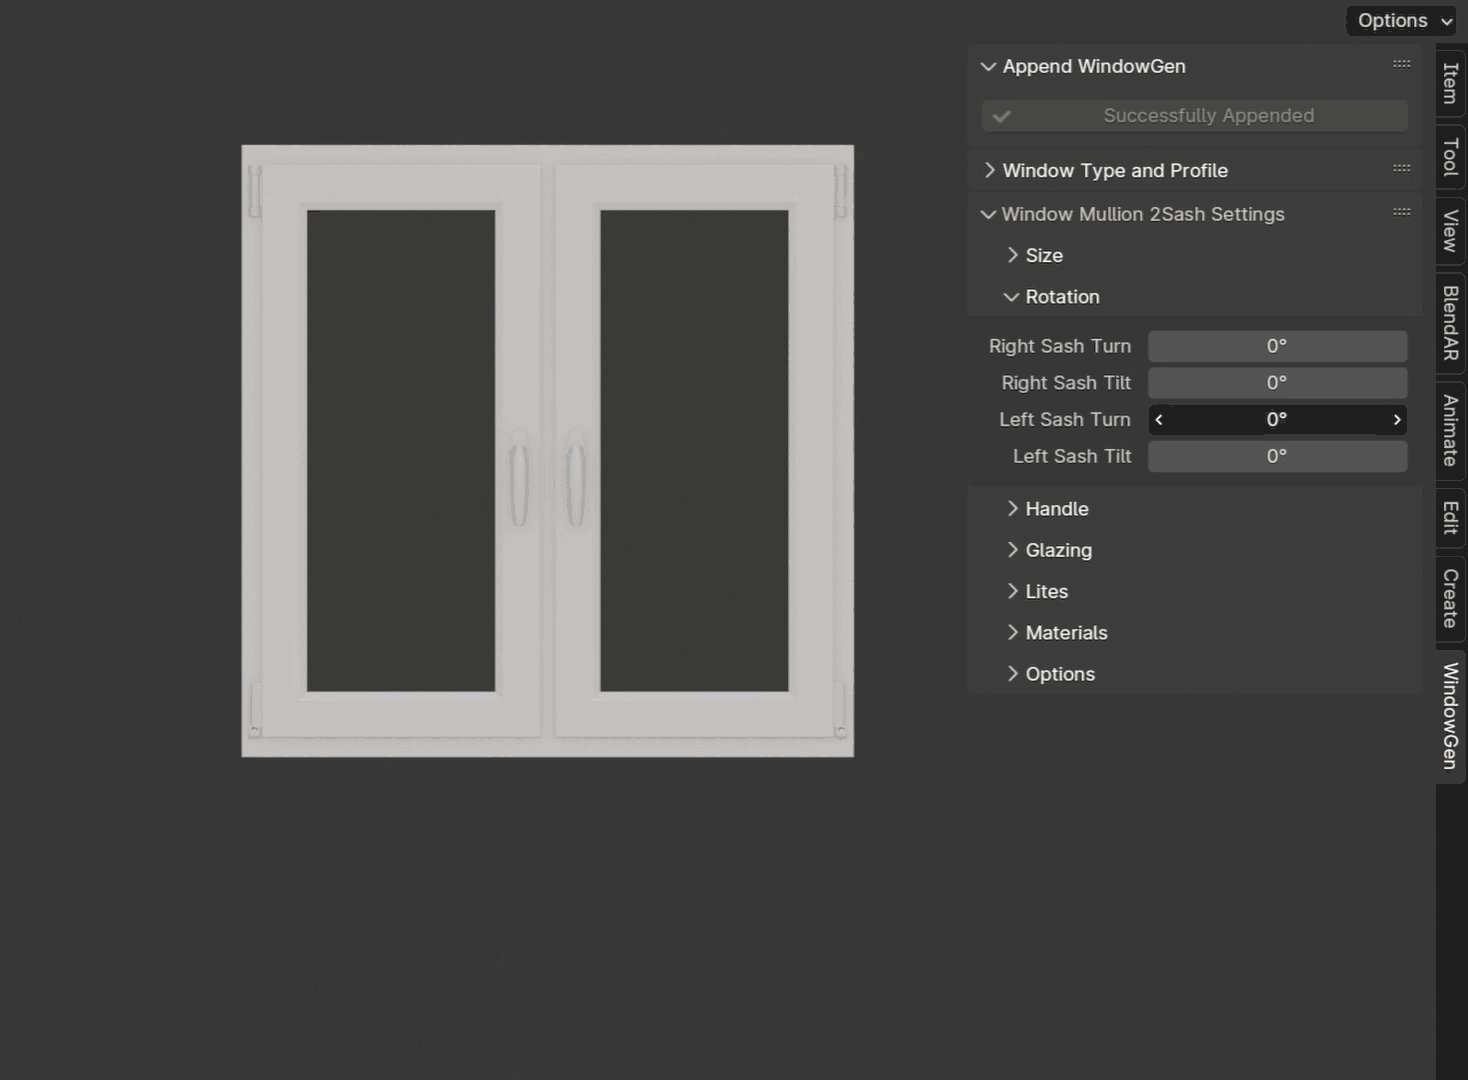 Options
Append WindowGen
Successfully Appended
Window Type and Profile
Window Mullion 2Sash Settings
Size
Rotation
Right Sash Turn 0°
Right Sash Tilt 0°
Left Sash Turn 0°
Left Sash Tilt 0°
Handle
Glazing
Lites
Materials
Options
Item
Tool
View
BlendAR
Animate
Edit
Create
WindowGen